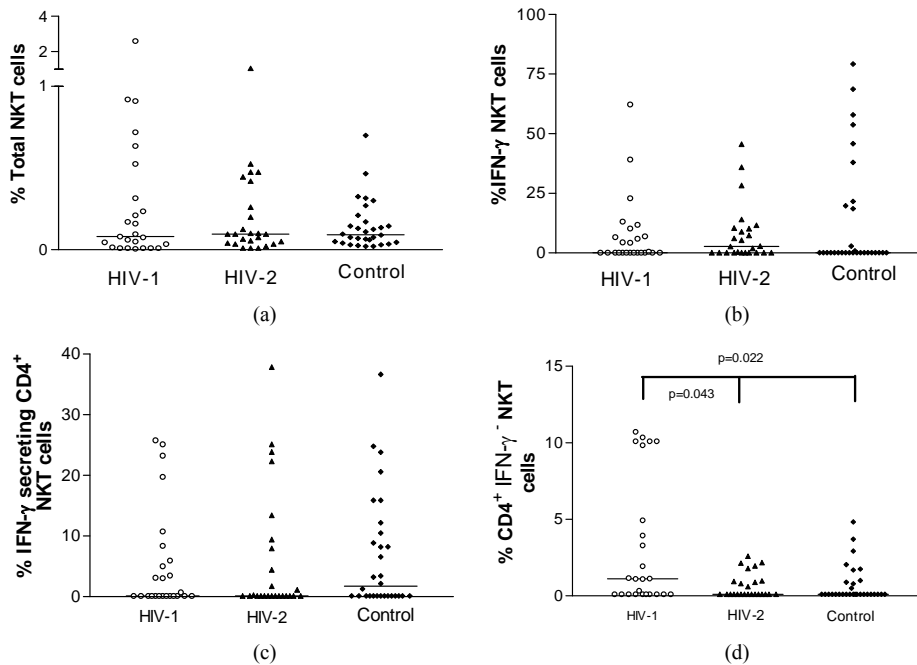 % Total NKT cells
4
2
0
1
0
HIV-1
HIV-2
Control
(a)
%IFN-γ NKT cells
100
75
50
25
0
HIV-1
HIV-2
Control
(b)
% IFN-γ secreting CD4⁺
NKT cells
40
30
20
10
0
HIV-1
HIV-2
Control
(c)
% CD4⁺ IFN-γ⁻ NKT
cells
15
10
5
0
p=0.022
p=0.043
HIV-1
HIV-2
Control
(d)